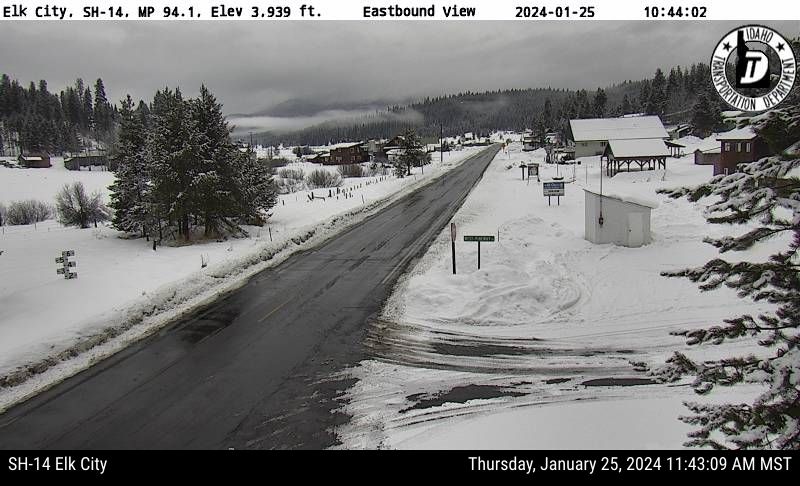 Elk City, SH-14, MP 94.1, Elev 3,939 ft. Eastbound View 2024-01-25 10:44:02
IDAHO
TRANSPORTATION DEPARTMENT
SH-14 Elk City Thursday, January 25, 2024 11:43:09 AM MST